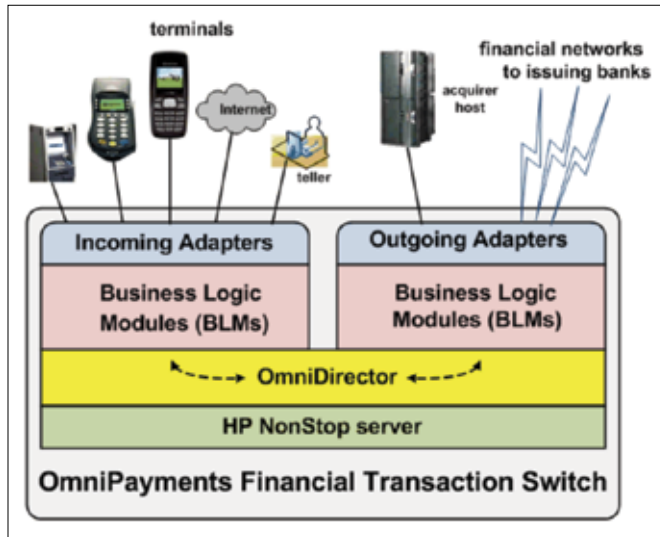 terminals
Internet
teller
financial networks
to issuing banks
acquirer
host
Incoming Adapters
Business Logic
Modules (BLMs)
Outgoing Adapters
Business Logic
Modules (BLMs)
OmniDirector
HP NonStop server
OmniPayments Financial Transaction Switch